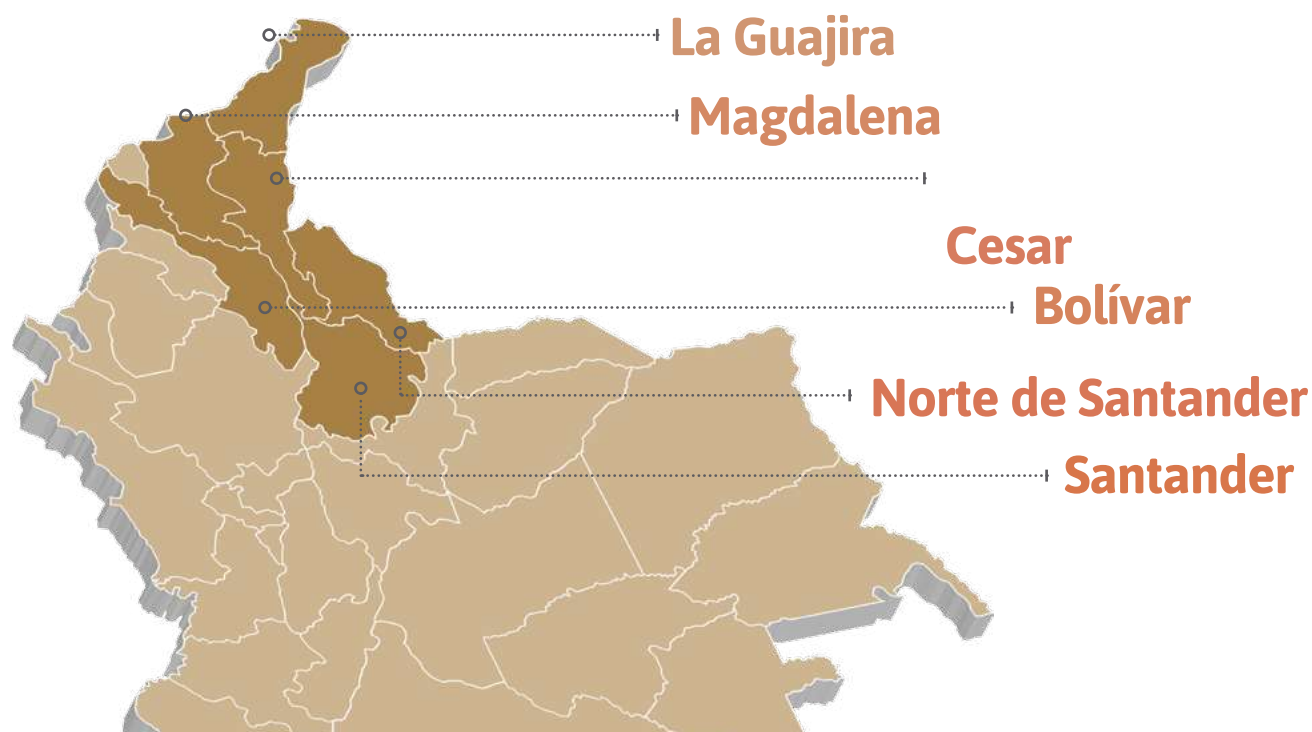 La Guajira
Magdalena
Cesar
Bolívar
Norte de Santander
Santander